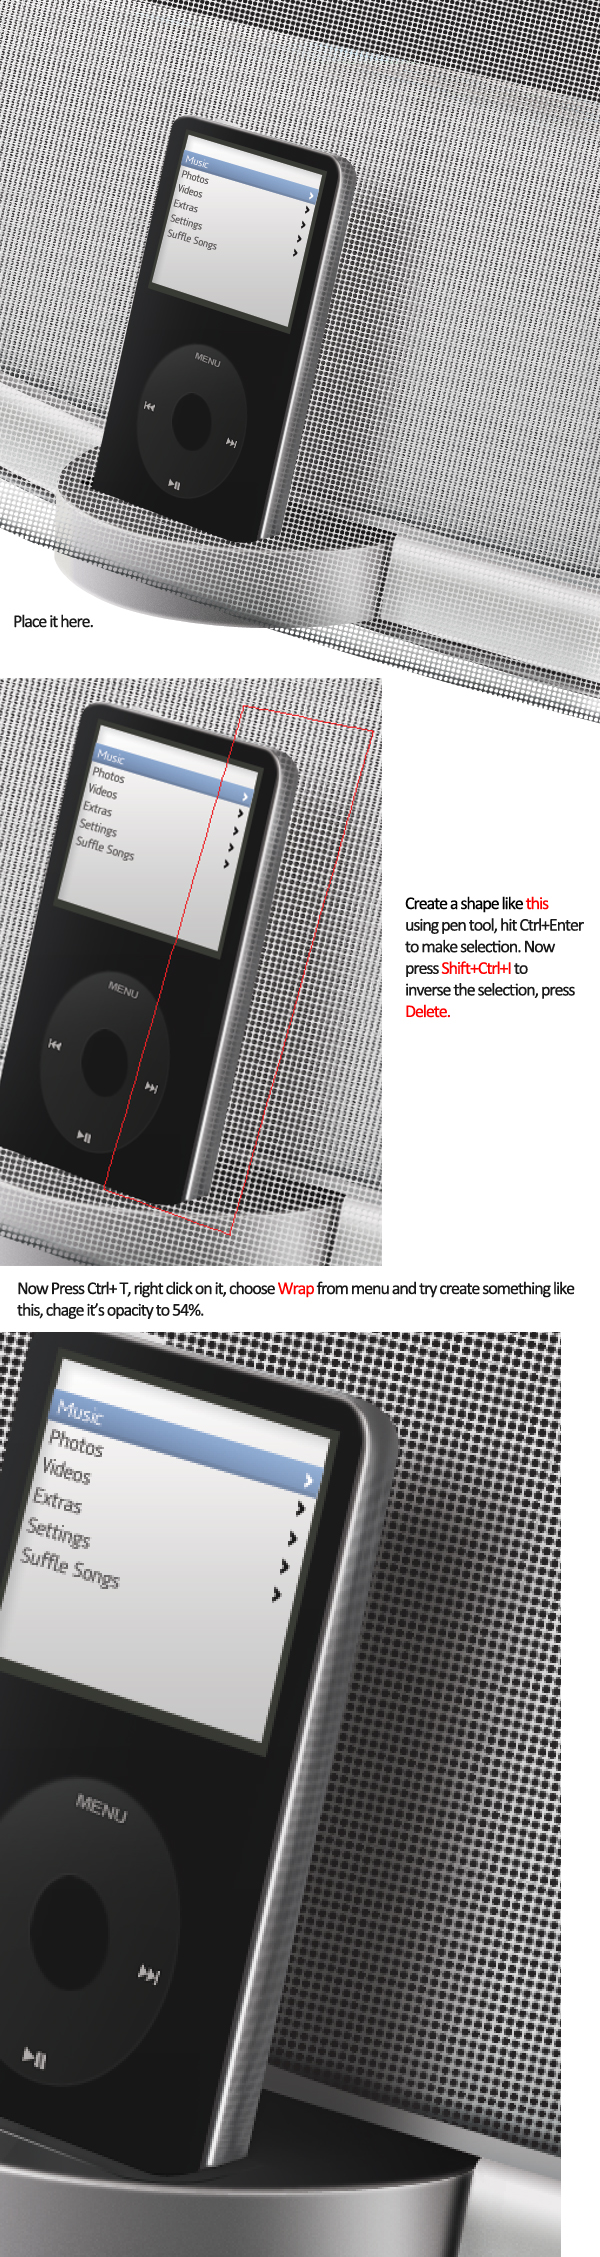 Music
Photos
Videos
Extras
Settings
Suffle Songs
MENU
Place it here.
Music
Photos
Videos
Extras
Settings
Suffle Songs
MENU
Create a shape like this
using pen tool, hit Ctrl+Enter
to make selection. Now
press Shift+Ctrl+I to
inverse the selection, press
Delete.
Now Press Ctrl+ T, right click on it, choose Wrap from menu and try create something like
this, chage it's opacity to 54%.
Music
Photos
Videos
Extras
Settings
Suffle Songs
MENU